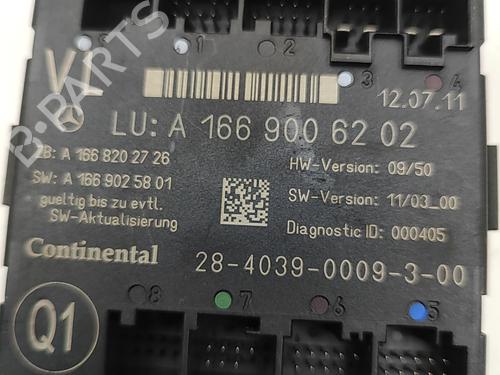 1
2
3
4
V1
12.07.11
LU: A 166 900 62 02
ZB: A 166 820 27 26
HW-Version: 09/50
SW: A 166 902 58 01
SW-Version: 11/03_00
gueltig bis zu evtl.
SW-Aktualisierung
Diagnostic ID: 000405
Continental
28-4039-0009-3-00
Q1
8
7
6
5
B-PARTS